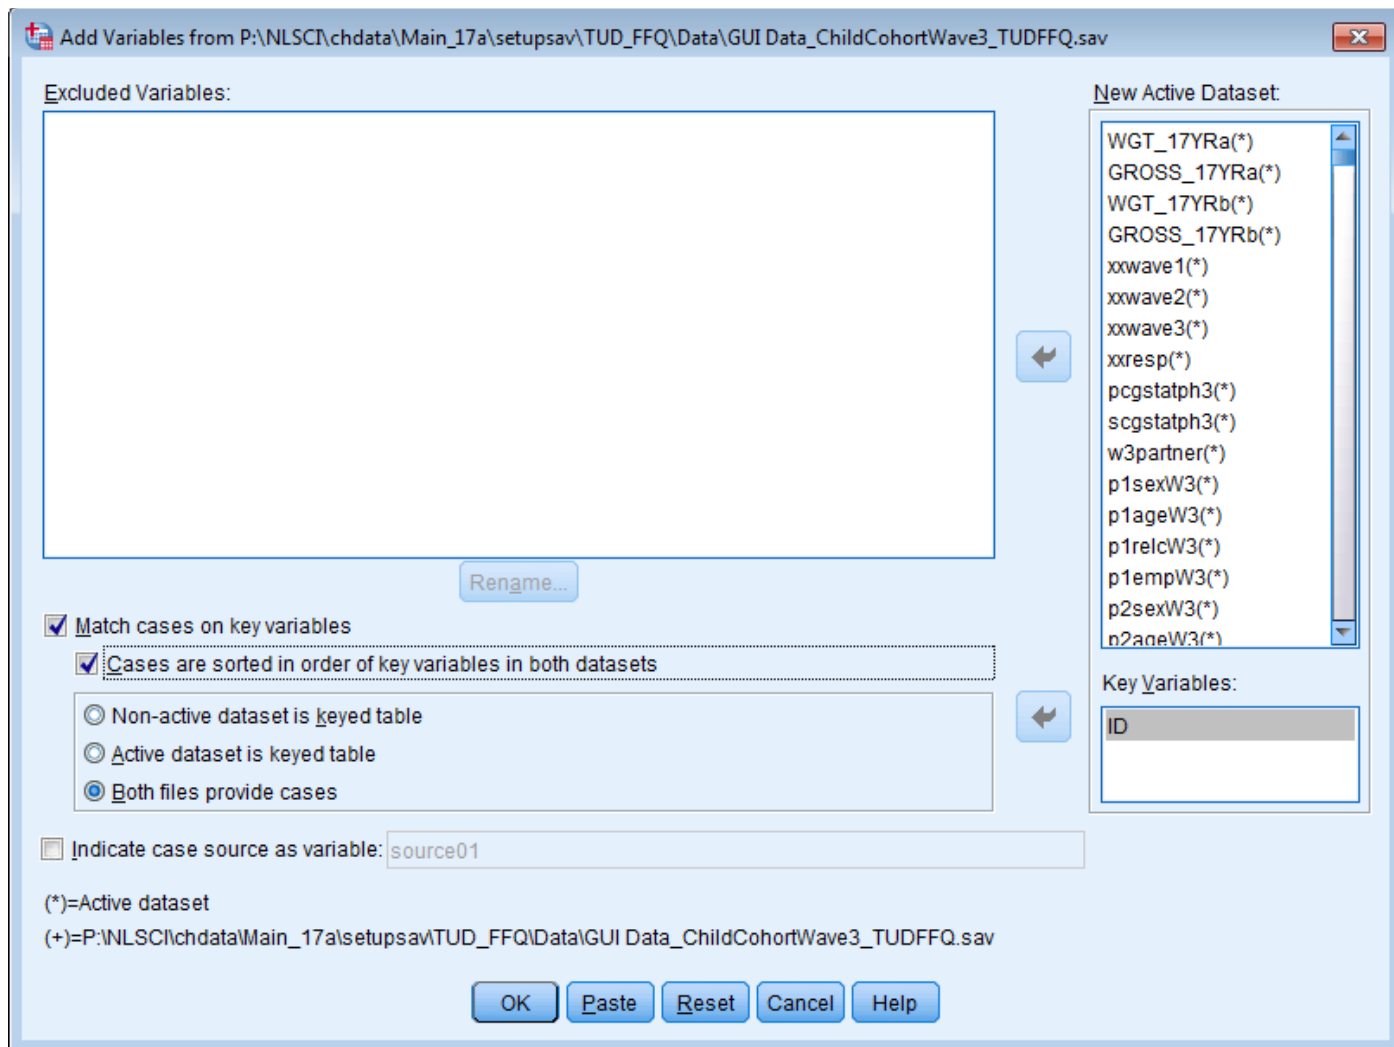 Add Variables from P:\NLSCI\chdata\Main_17a\setupsav\TUD_FFQ\Data\GUI Data_ChildCohortWave3_TUDFFQ.sav
Excluded Variables:
Rename...
Match cases on key variables
Cases are sorted in order of key variables in both datasets
Non-active dataset is keyed table
Active dataset is keyed table
Both files provide cases
Indicate case source as variable: source01
New Active Dataset:
WGT_17YRa(*)
GROSS_17YRa(*)
WGT_17YRb(*)
GROSS_17YRb(*)
xxwave1(*)
xxwave2(*)
xxwave3(*)
xxresp(*)
pcgstatph3(*)
scgstatph3(*)
w3partner(*)
p1sexW3(*)
p1ageW3(*)
p1relcW3(*)
p1empW3(*)
p2sexW3(*)
p2ageW3(*)
Key Variables:
ID
(*)=Active dataset
(+)=P:\NLSCI\chdata\Main_17a\setupsav\TUD_FFQ\Data\GUI Data_ChildCohortWave3_TUDFFQ.sav
OK Paste Reset Cancel Help